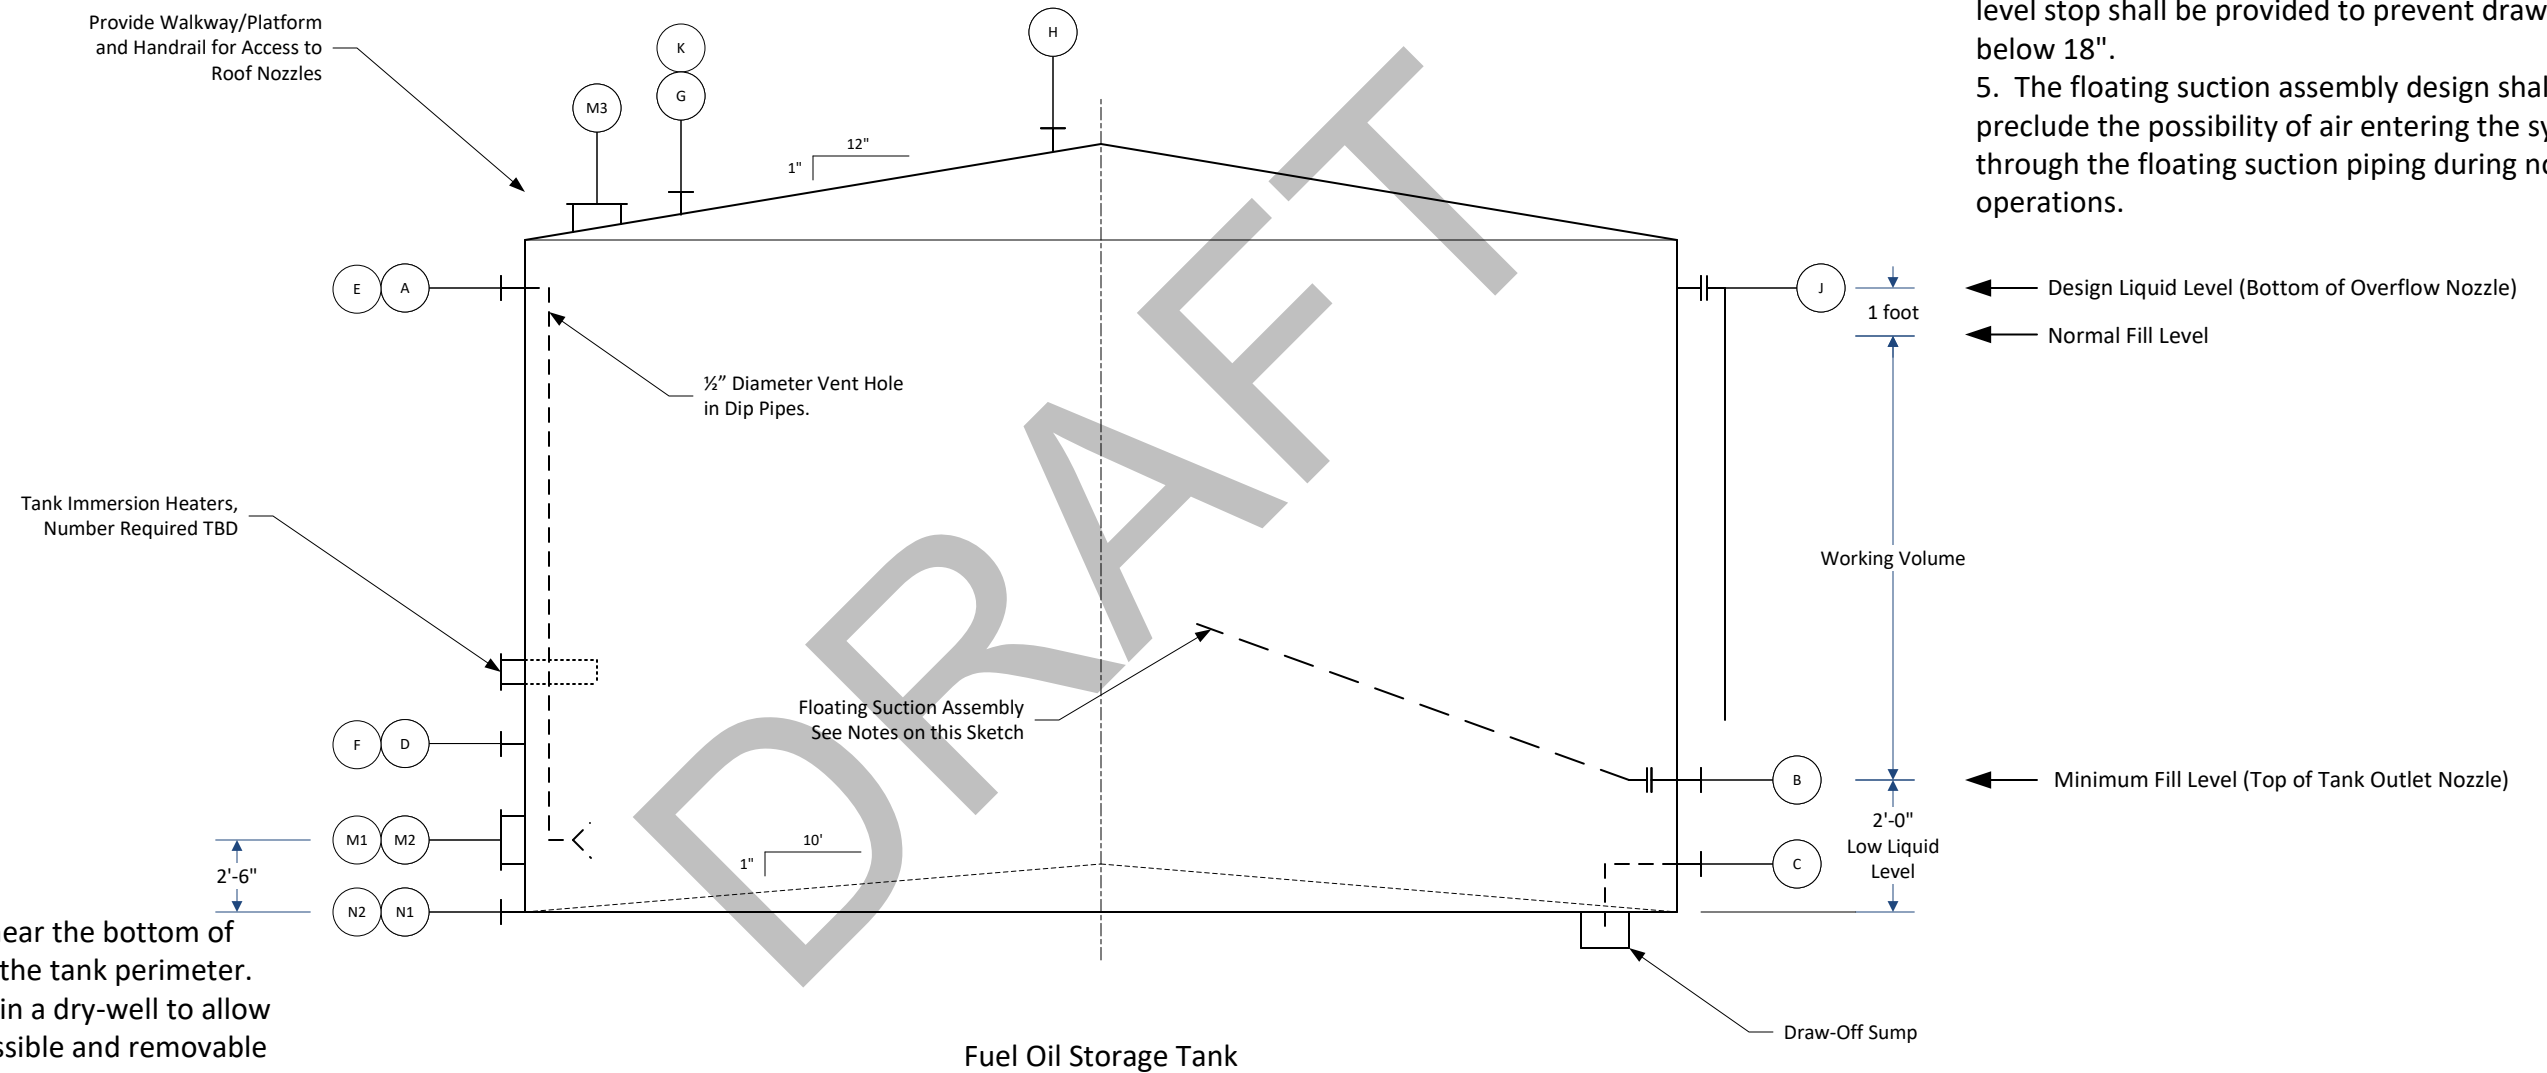 level stop shall be provided to prevent draw
below 18".
5.  The floating suction assembly design shal
preclude the possibility of air entering the sy
through the floating suction piping during no
operations.
Provide Walkway/Platform
and Handrail for Access to
Roof Nozzles
K
G
M3
H
12"
1"
E
A
J
1 foot
Design Liquid Level (Bottom of Overflow Nozzle)
Normal Fill Level
½” Diameter Vent Hole
in Dip Pipes.
Tank Immersion Heaters,
Number Required TBD
Working Volume
Floating Suction Assembly
See Notes on this Sketch
F
D
B
Minimum Fill Level (Top of Tank Outlet Nozzle)
2'-0"
Low Liquid
Level
M1
M2
10'
1"
C
2'-6"
N2
N1
near the bottom of
the tank perimeter.
in a dry-well to allow
ssible and removable
Draw-Off Sump
Fuel Oil Storage Tank
DRAFT